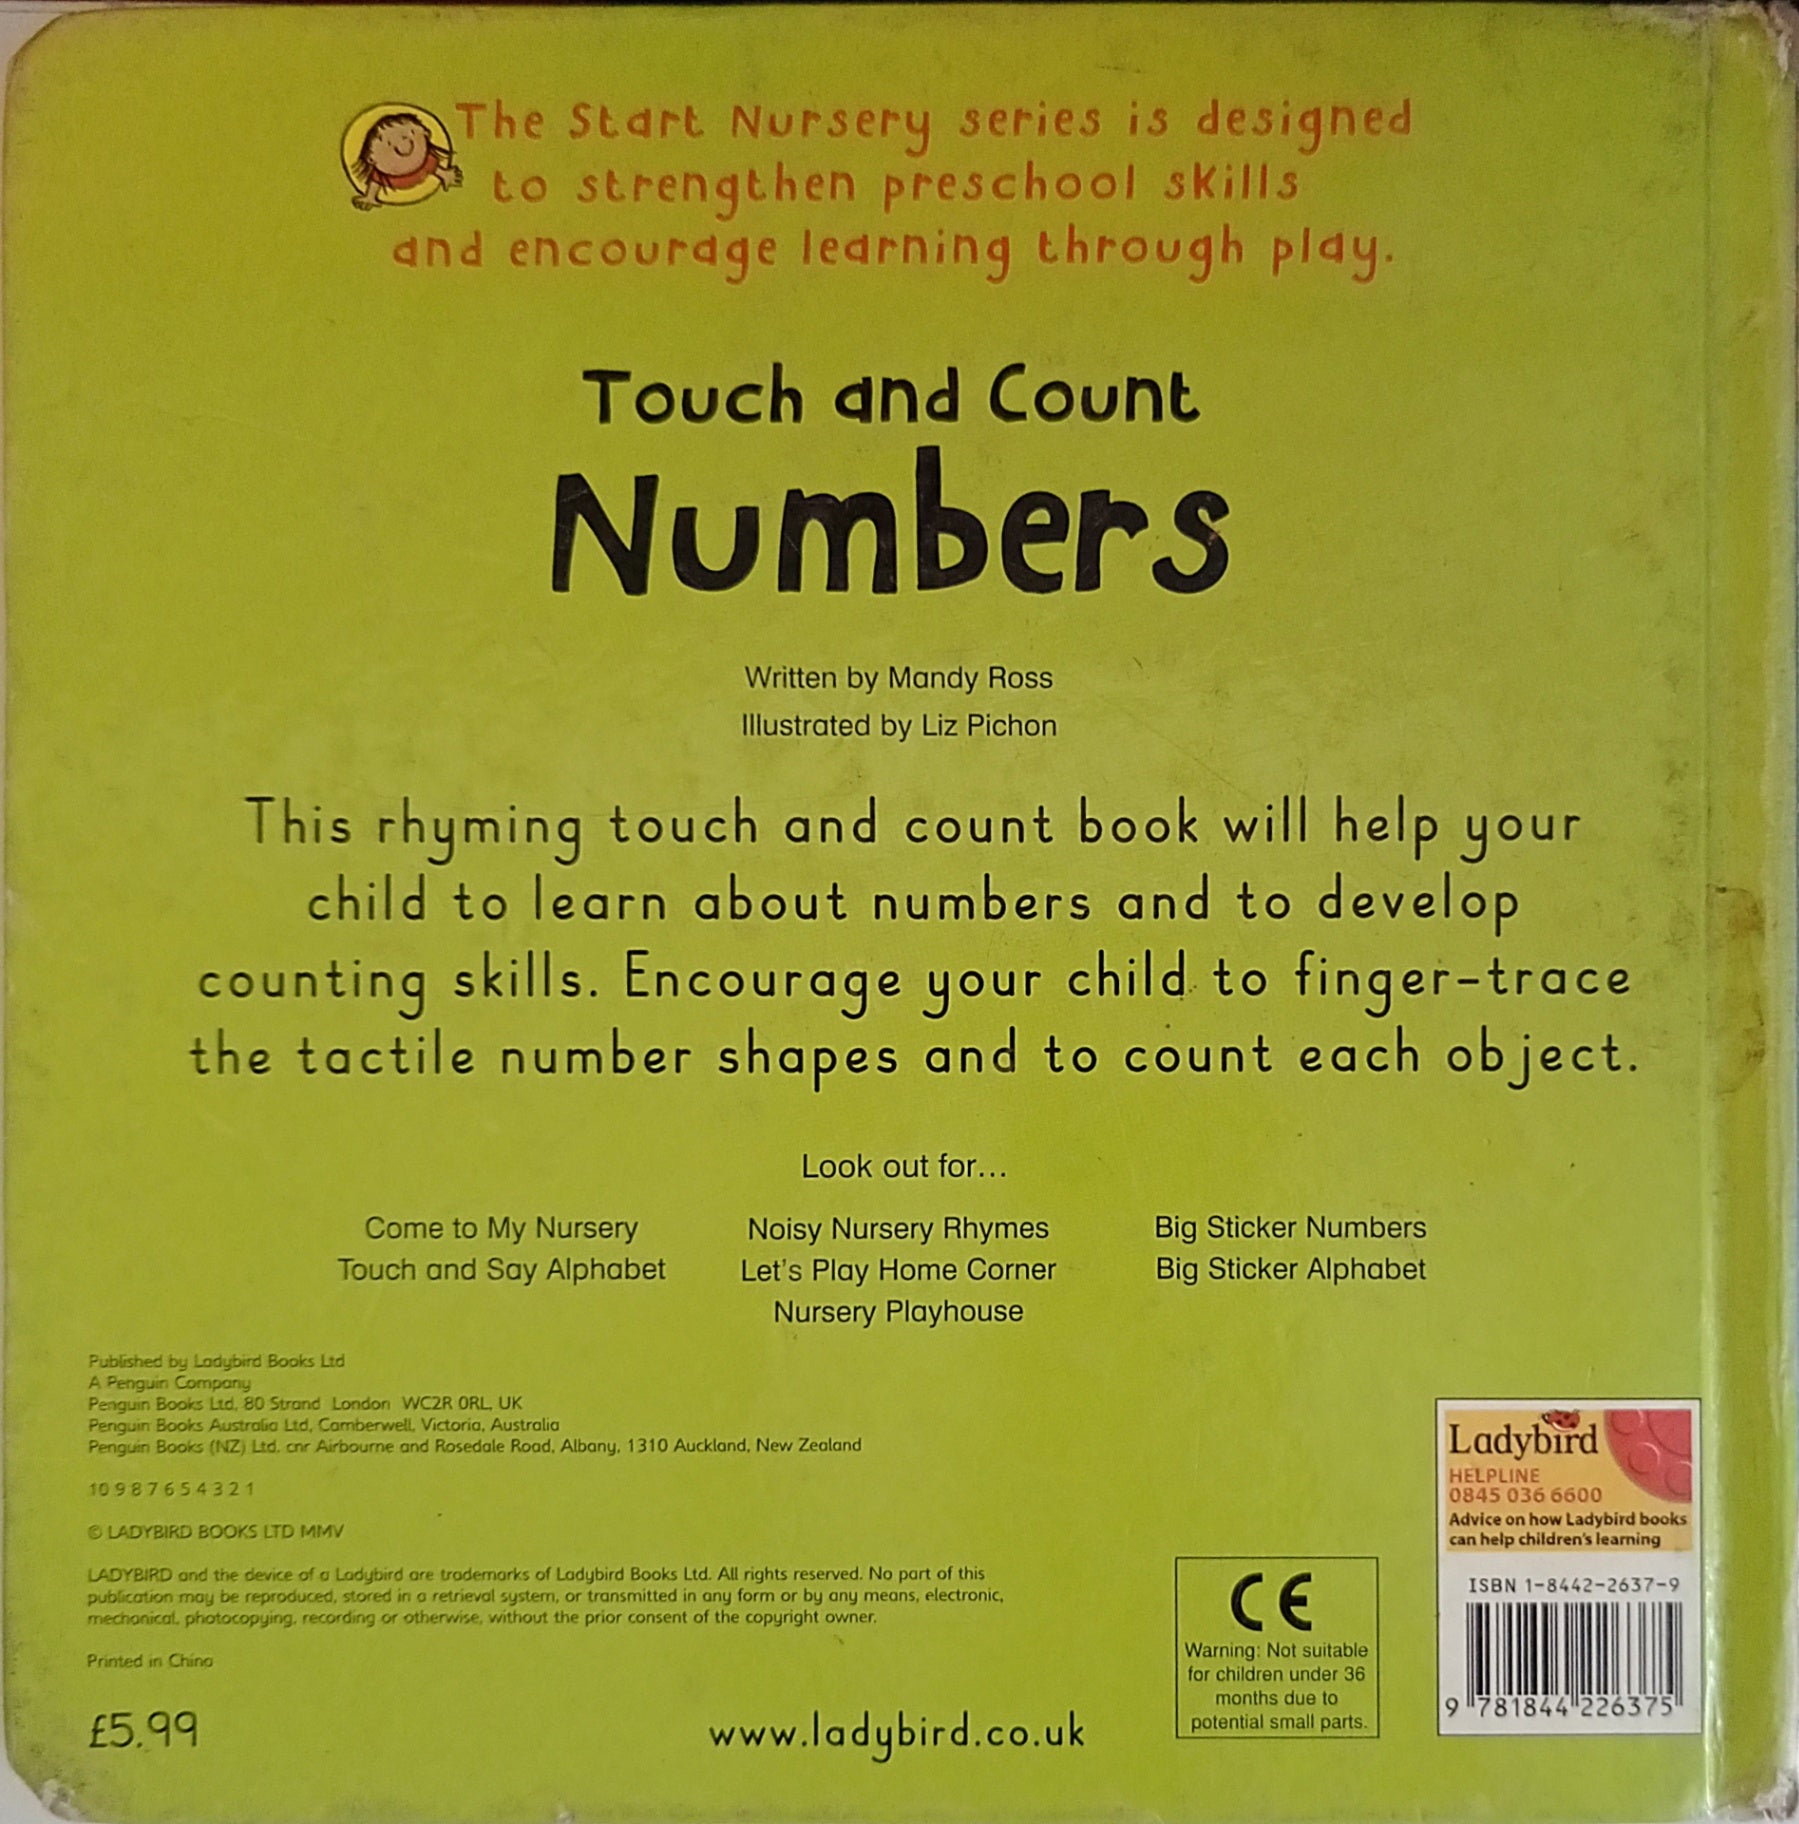 The Start Nursery series is designed
to strengthen preschool skills
and encourage learning through play.
Touch and Count
Numbers
Written by Mandy Ross
Illustrated by Liz Pichon
This rhyming touch and count book will help your
child to learn about numbers and to develop
counting skills. Encourage your child to finger-trace
the tactile number shapes and to count each object.
Look out for...
Come to My Nursery
Touch and Say Alphabet
Noisy Nursery Rhymes
Let's Play Home Corner
Nursery Playhouse
Big Sticker Numbers
Big Sticker Alphabet
Published by Ladybird Books Ltd
A Penguin Company
Penguin Books Ltd, 80 Strand London WC2R 0RL, UK
Penguin Books Australia Ltd, Camberwell, Victoria, Australia
Penguin Books (NZ) Ltd, cnr Airbourne and Rosedale Road, Albany, 1310 Auckland, New Zealand
10 9 8 7 6 5 4 3 2 1
© LADYBIRD BOOKS LTD MMV
LADYBIRD and the device of a Ladybird are trademarks of Ladybird Books Ltd. All rights reserved. No part of this
publication may be reproduced, stored in a retrieval system, or transmitted in any form or by any means, electronic,
mechanical, photocopying, recording or otherwise, without the prior consent of the copyright owner.
Printed in China
£5.99
www.ladybird.co.uk
CE
Warning: Not suitable
for children under 36
months due to
potential small parts.
Ladybird
HELPLINE
0845 036 6600
Advice on how Ladybird books
can help children's learning
ISBN 1-8442-2637-9
9 781844 226375